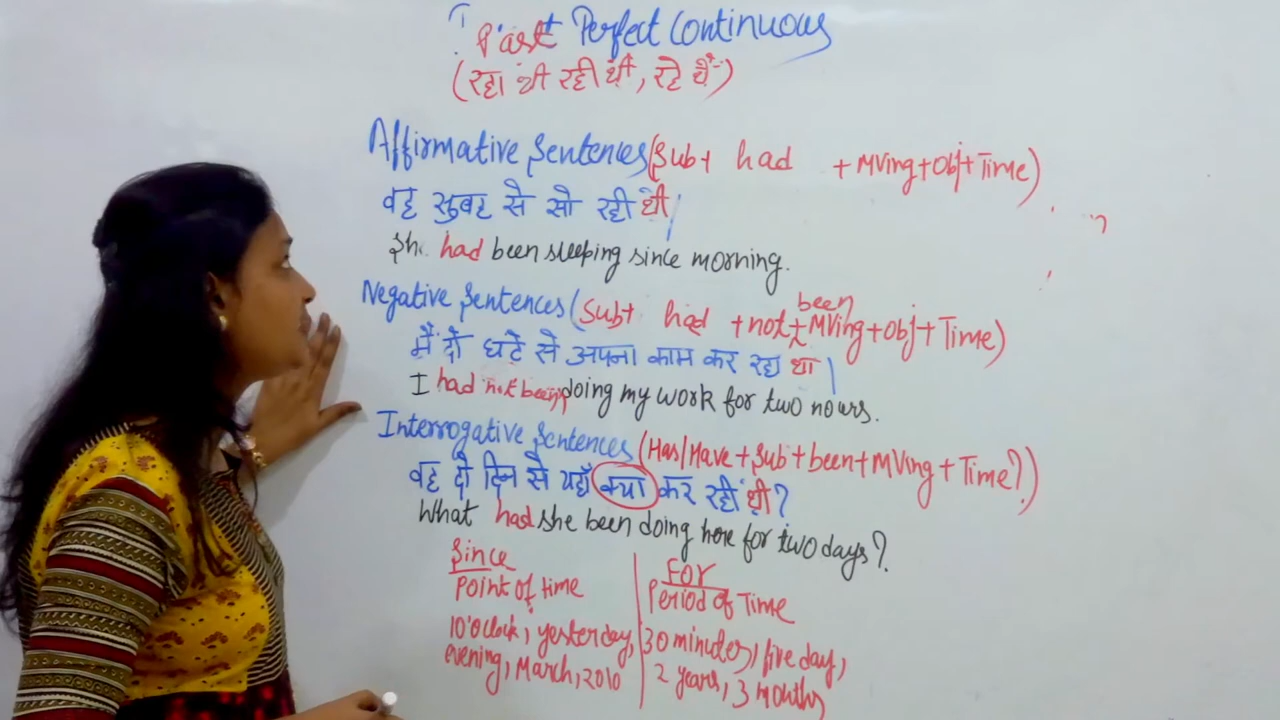 Past Perfect Continuous
(रहा थी रही थी, रहे थे)
Affirmative Sentences (Sub+ had + MVing+Obj+Time)
वह सुबह से सो रही थी।
She had been sleeping since morning.
been
Negative Sentences (Sub+ had +not+MVing+Obj+Time)
मैं दो घंटे से अपना काम कर रहा था।
I had not been doing my work for two hours.
Interrogative Sentences (Has/Have+Sub+been+MVing+Time?)
वह दो दिन से यहाँ क्या कर रही थी?
What had she been doing here for two days?
Since
Point of time
10'O clock, yesterday,
evening, March, 2010
For
Period of Time
30 minutes, five day,
2 years, 3 months